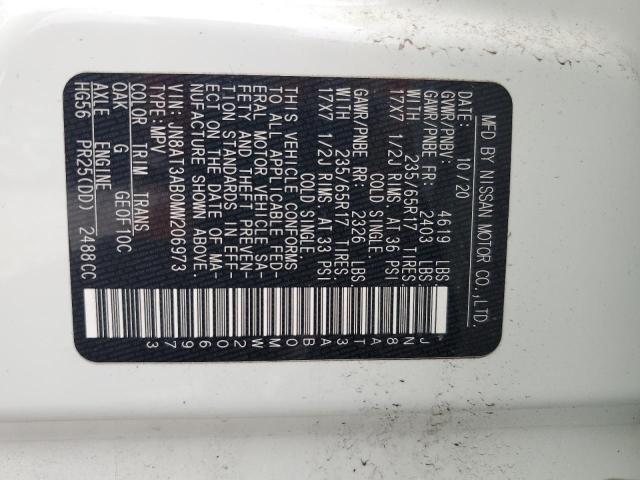 MFD BY NISSAN MOTOR CO.,LTD.
DATE: 10/20
GVWR/PNBV: 4619 LBS
GAWR/PNBE FR: 2403 LBS
WITH 235/65R17 TIRES,
17X7 1/2J RIMS, AT 36 PSI
COLD SINGLE.
GAWR/PNBE RR: 2326 LBS
WITH 235/65R17 TIRES
17X7 1/2J RIMS, AT 33 PSI
COLD SINGLE.
THIS VEHICLE CONFORMS
TO ALL APPLICABLE FED-
ERAL MOTOR VEHICLE SA-
FETY AND THEFT PREVEN-
TION STANDARDS IN EFF-
ECT ON THE DATE OF MA-
NUFACTURE SHOWN ABOVE.
VIN: JN8AT3AB0MW206973
TYPE: MPV
COLOR TRIM TRANS
QAK G GE0F10C
AXLE ENGINE
HG56 PR25(DD) 2488CC
JN8AT3AB0MW206973